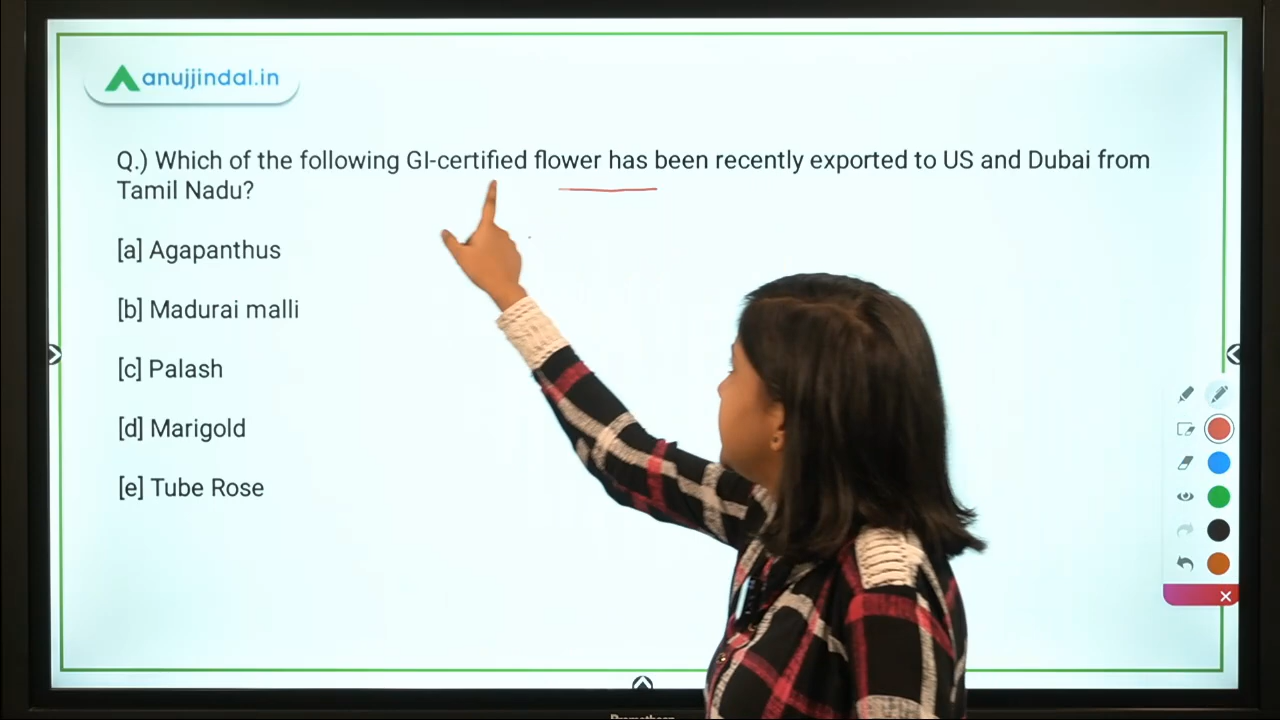 anujjindal.in
Q.) Which of the following GI-certified flower has been recently exported to US and Dubai from
Tamil Nadu?
[a] Agapanthus
[b] Madurai malli
[c] Palash
[d] Marigold
[e] Tube Rose